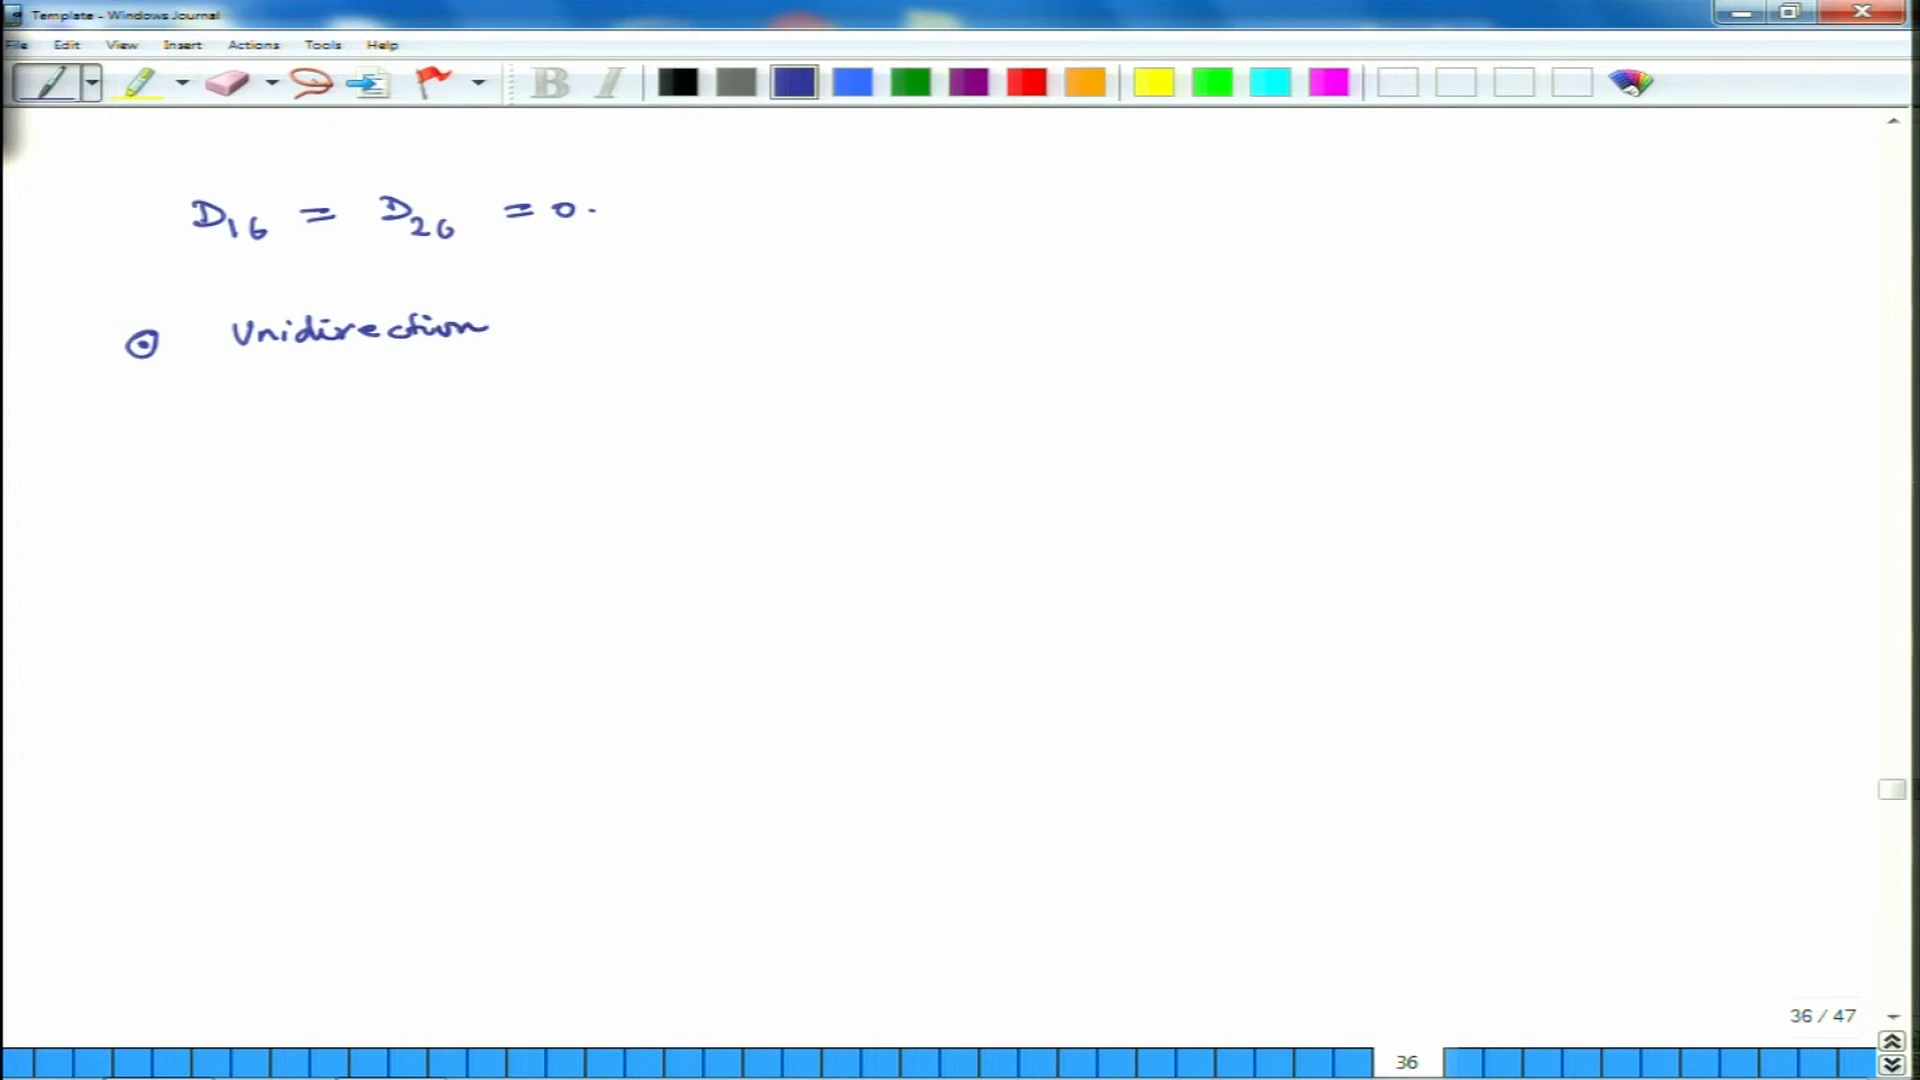 Template - Windows Journal
File Edit View Insert Actions Tools Help
B I
D16 = D26 = 0.
Unidirection
36 / 47
36